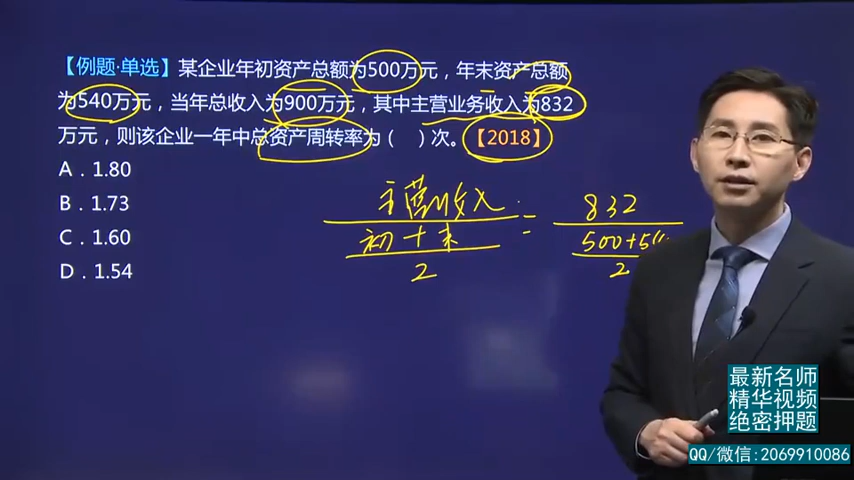 【例题·单选】某企业年初资产总额为500万元，年末资产总额
为540万元，当年总收入为900万元，其中主营业务收入为832
万元，则该企业一年中总资产周转率为（ ）次。【2018】
A．1.80
B．1.73
C．1.60
D．1.54
主营收入
初+末
2
=
832
500+54
2
最新名师
精华视频
绝密押题
QQ/微信:2069910086